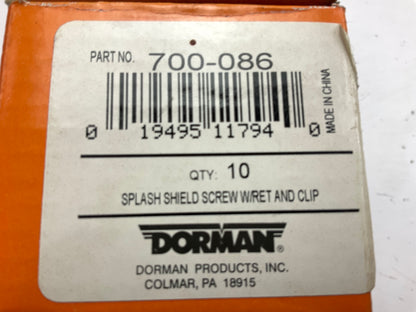 PART NO. 700-086
MADE IN CHINA
0 19495 11794 0
QTY: 10
SPLASH SHIELD SCREW W/RET AND CLIP
DORMAN®
DORMAN PRODUCTS, INC.
COLMAR, PA 18915